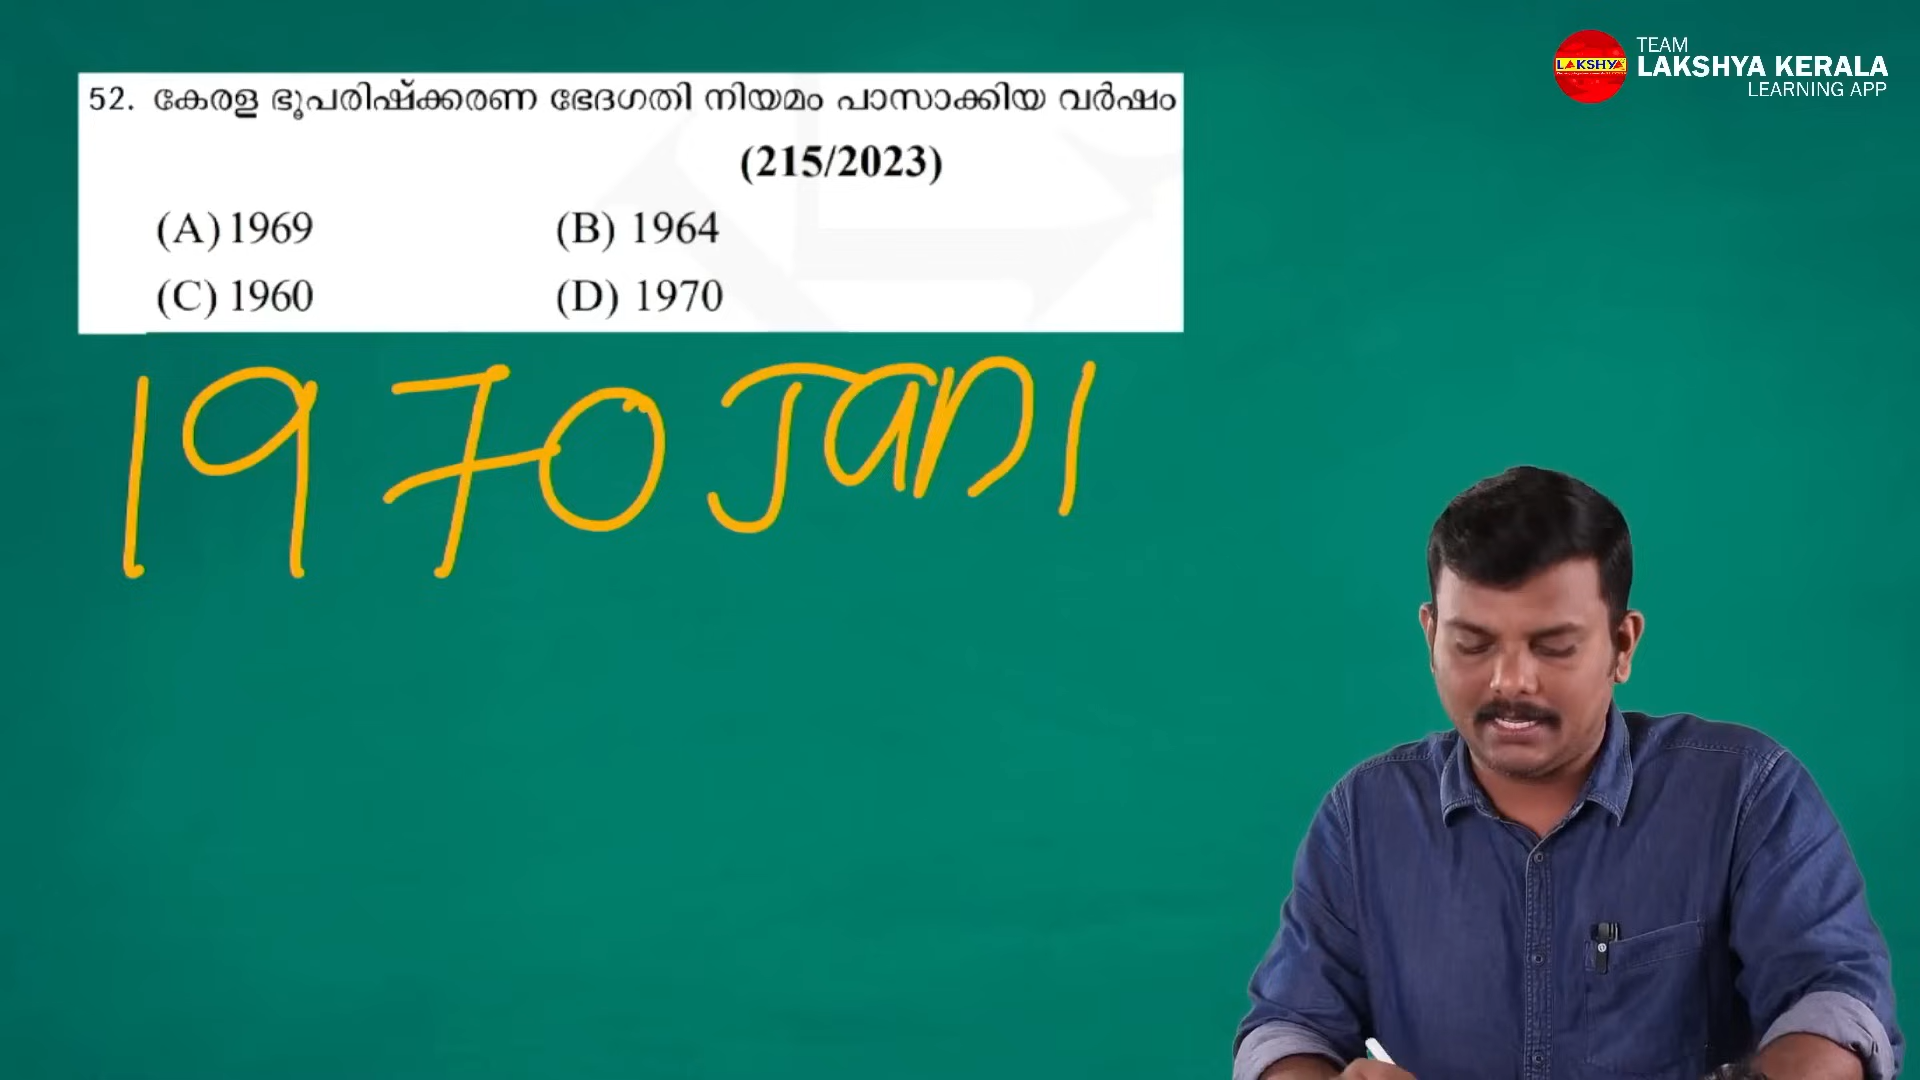 TEAM
LAKSHYA KERALA
LEARNING APP
LAKSHYA
52. കേരള ഭൂപരിഷ്ക്കരണ ഭേദഗതി നിയമം പാസാക്കിയ വർഷം
(215/2023)
(A) 1969 (B) 1964
(C) 1960 (D) 1970
1970 Jan 1